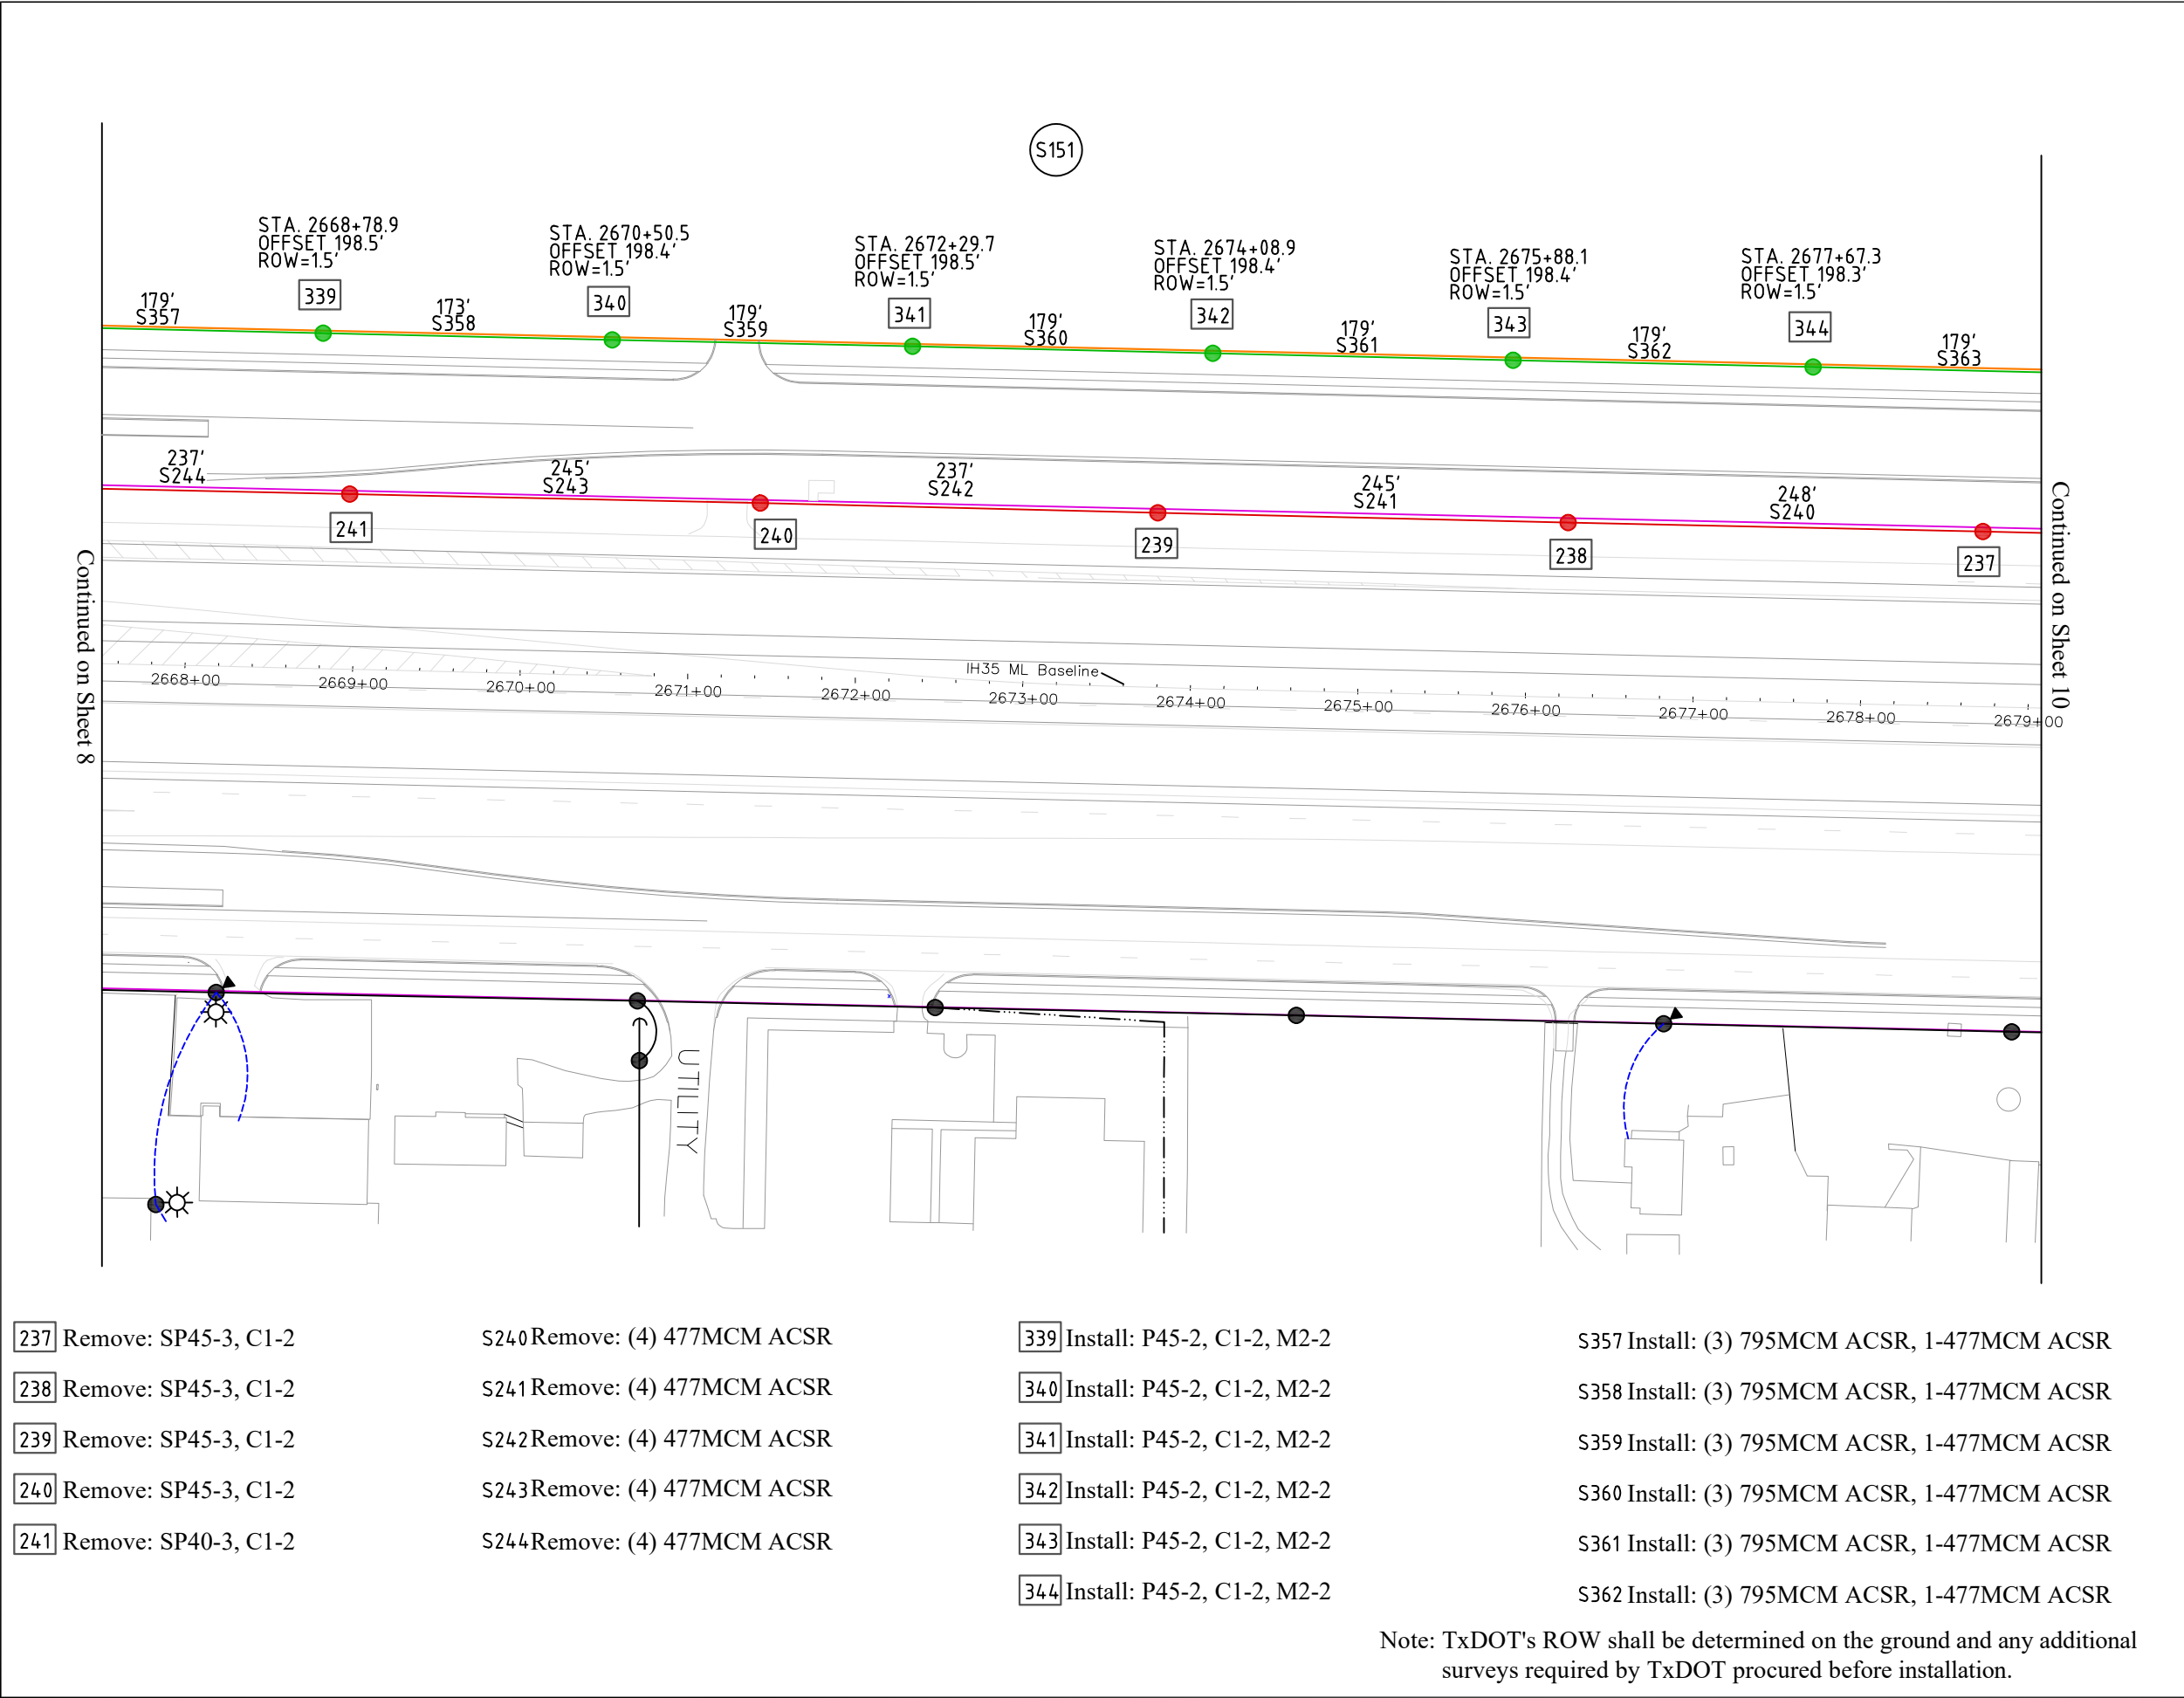 S151
STA. 2668+78.9
OFFSET 198.5'
ROW=1.5'
339
STA. 2670+50.5
OFFSET 198.4'
ROW=1.5'
340
STA. 2672+29.7
OFFSET 198.5'
ROW=1.5'
341
STA. 2674+08.9
OFFSET 198.4'
ROW=1.5'
342
STA. 2675+88.1
OFFSET 198.4'
ROW=1.5'
343
STA. 2677+67.3
OFFSET 198.3'
ROW=1.5'
344
179'
S357
173'
S358
179'
S359
179'
S360
179'
S361
179'
S362
179'
S363
237'
S244
245'
S243
237'
S242
245'
S241
248'
S240
241
240
239
238
237
Continued on Sheet 8
Continued on Sheet 10
IH35 ML Baseline
2668+00
2669+00
2670+00
2671+00
2672+00
2673+00
2674+00
2675+00
2676+00
2677+00
2678+00
2679+00
UTILITY
237 Remove: SP45-3, C1-2
238 Remove: SP45-3, C1-2
239 Remove: SP45-3, C1-2
240 Remove: SP45-3, C1-2
241 Remove: SP40-3, C1-2
S240 Remove: (4) 477MCM ACSR
S241 Remove: (4) 477MCM ACSR
S242 Remove: (4) 477MCM ACSR
S243 Remove: (4) 477MCM ACSR
S244 Remove: (4) 477MCM ACSR
339 Install: P45-2, C1-2, M2-2
340 Install: P45-2, C1-2, M2-2
341 Install: P45-2, C1-2, M2-2
342 Install: P45-2, C1-2, M2-2
343 Install: P45-2, C1-2, M2-2
344 Install: P45-2, C1-2, M2-2
S357 Install: (3) 795MCM ACSR, 1-477MCM ACSR
S358 Install: (3) 795MCM ACSR, 1-477MCM ACSR
S359 Install: (3) 795MCM ACSR, 1-477MCM ACSR
S360 Install: (3) 795MCM ACSR, 1-477MCM ACSR
S361 Install: (3) 795MCM ACSR, 1-477MCM ACSR
S362 Install: (3) 795MCM ACSR, 1-477MCM ACSR
Note: TxDOT's ROW shall be determined on the ground and any additional
surveys required by TxDOT procured before installation.